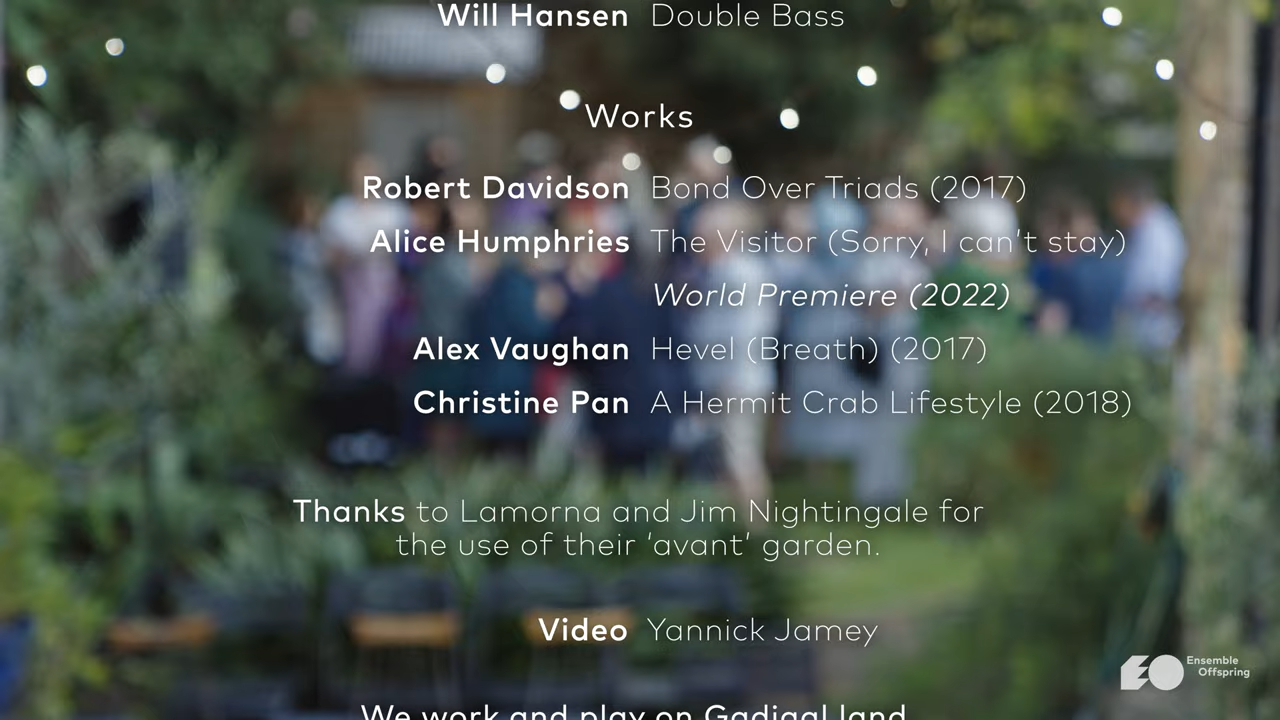 Will Hansen Double Bass
Works
Robert Davidson Bond Over Triads (2017)
Alice Humphries The Visitor (Sorry, I can't stay)
World Premiere (2022)
Alex Vaughan Hevel (Breath) (2017)
Christine Pan A Hermit Crab Lifestyle (2018)
Thanks to Lamorna and Jim Nightingale for
the use of their ‘avant’ garden.
Video Yannick Jamey
Ensemble
Offspring
We work and play on Gadigal land